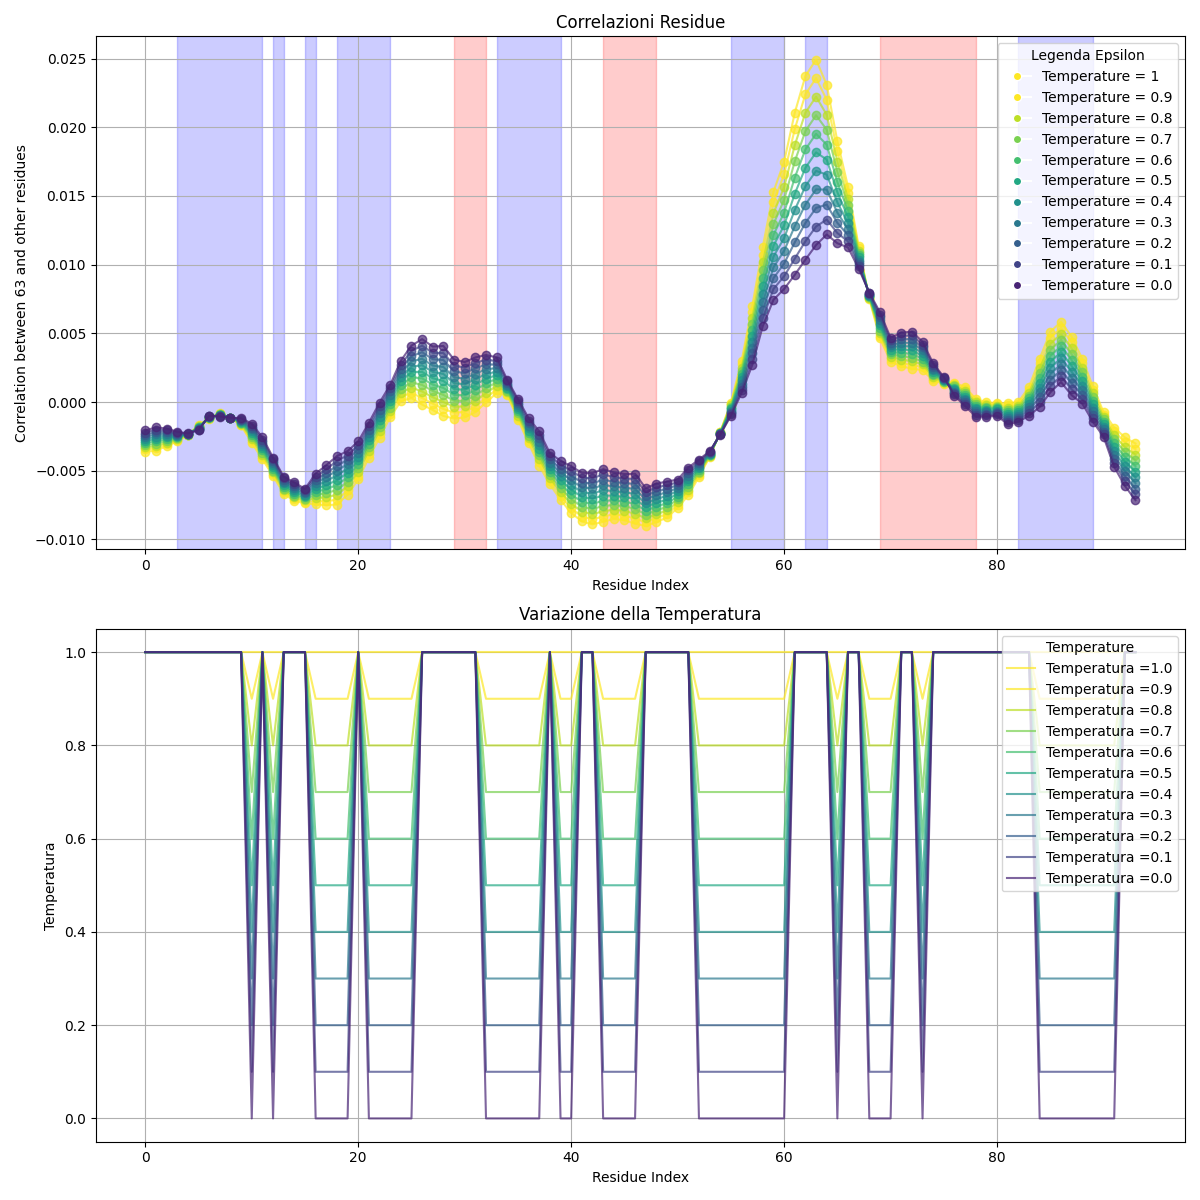 Correlazioni Residue
Correlation between 63 and other residues
0.025
0.020
0.015
0.010
0.005
0.000
−0.005
−0.010
Legenda Epsilon
Temperature = 1
Temperature = 0.9
Temperature = 0.8
Temperature = 0.7
Temperature = 0.6
Temperature = 0.5
Temperature = 0.4
Temperature = 0.3
Temperature = 0.2
Temperature = 0.1
Temperature = 0.0
0 20 40 60 80
Residue Index
Variazione della Temperatura
Temperatura
1.0
0.8
0.6
0.4
0.2
0.0
Temperature
Temperatura =1.0
Temperatura =0.9
Temperatura =0.8
Temperatura =0.7
Temperatura =0.6
Temperatura =0.5
Temperatura =0.4
Temperatura =0.3
Temperatura =0.2
Temperatura =0.1
Temperatura =0.0
0 20 40 60 80
Residue Index